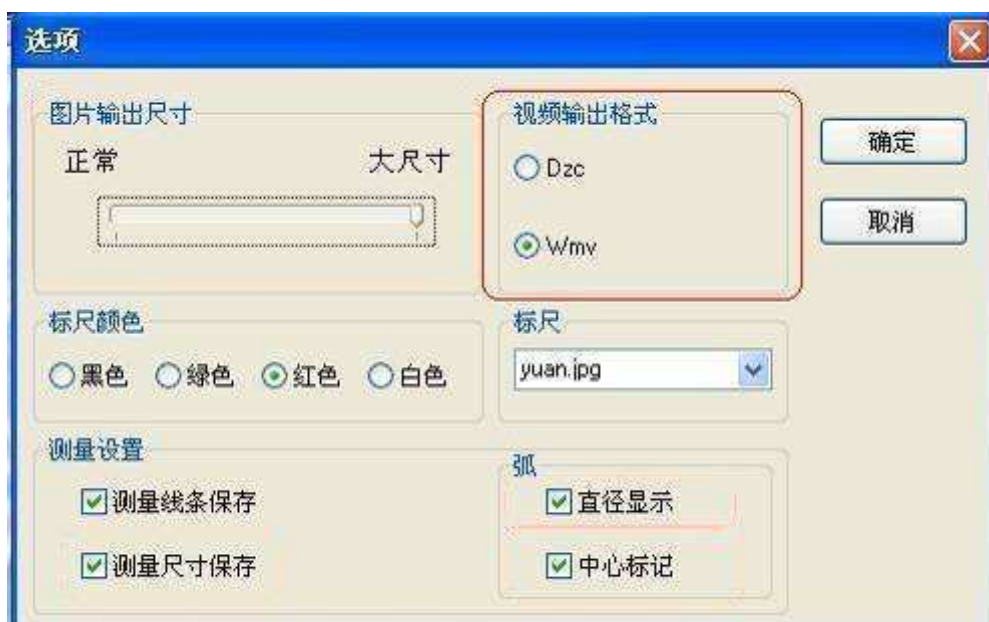 选项
图片输出尺寸
正常 大尺寸
视频输出格式
Dzc
Wmv
确定
取消
标尺颜色
黑色 绿色 红色 白色
标尺
yuan.jpg
测量设置
测量线条保存
测量尺寸保存
弧
直径显示
中心标记